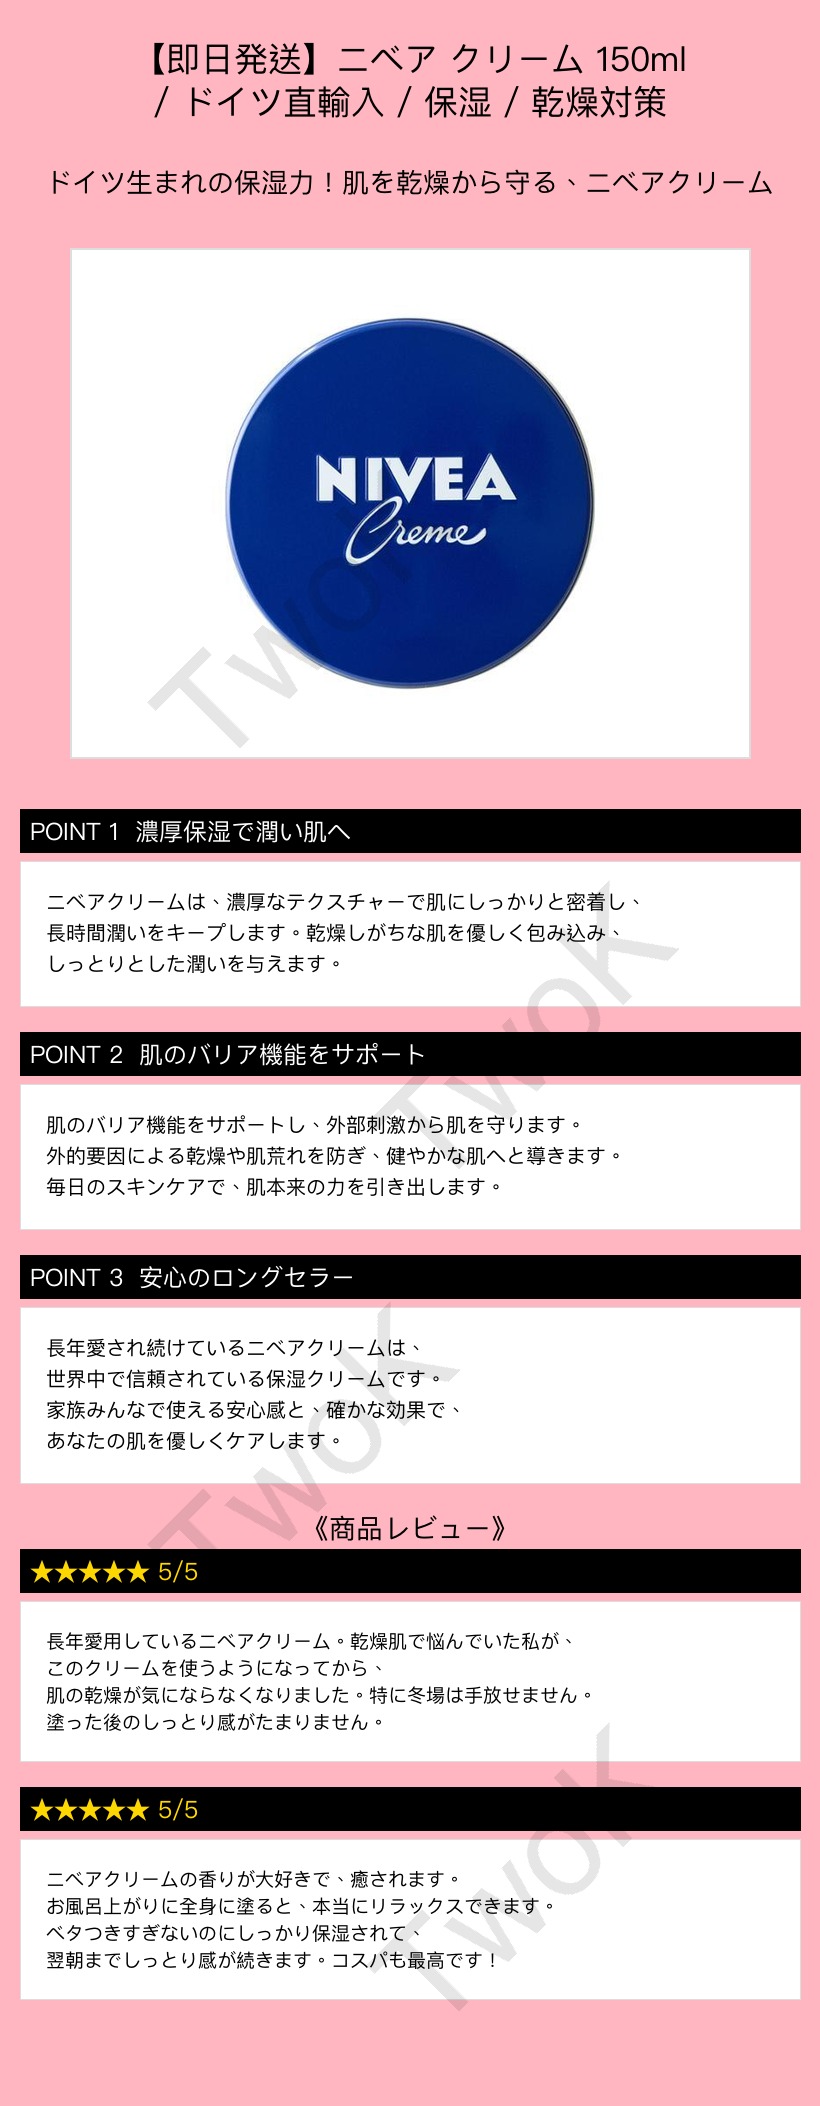 【即日発送】ニベア クリーム 150ml
/ ドイツ直輸入 / 保湿 / 乾燥対策
ドイツ生まれの保湿力！肌を乾燥から守る、ニベアクリーム
NIVEA
Creme
TwoK
POINT 1 濃厚保湿で潤い肌へ
ニベアクリームは、濃厚なテクスチャーで肌にしっかりと密着し、
長時間潤いをキープします。乾燥しがちな肌を優しく包み込み、
しっとりとした潤いを与えます。
TwoK
POINT 2 肌のバリア機能をサポート
肌のバリア機能をサポートし、外部刺激から肌を守ります。
外的要因による乾燥や肌荒れを防ぎ、健やかな肌へと導きます。
毎日のスキンケアで、肌本来の力を引き出します。
POINT 3 安心のロングセラー
長年愛され続けているニベアクリームは、
世界中で信頼されている保湿クリームです。
家族みんなで使える安心感と、確かな効果で、
あなたの肌を優しくケアします。
TwoK
《商品レビュー》
★★★★★ 5/5
長年愛用しているニベアクリーム。乾燥肌で悩んでいた私が、
このクリームを使うようになってから、
肌の乾燥が気にならなくなりました。特に冬場は手放せません。
塗った後のしっとり感がたまりません。
★★★★★ 5/5
ニベアクリームの香りが大好きで、癒されます。
お風呂上がりに全身に塗ると、本当にリラックスできます。
ベタつきすぎないのにしっかり保湿されて、
翌朝までしっとり感が続きます。コスパも最高です！
TwoK